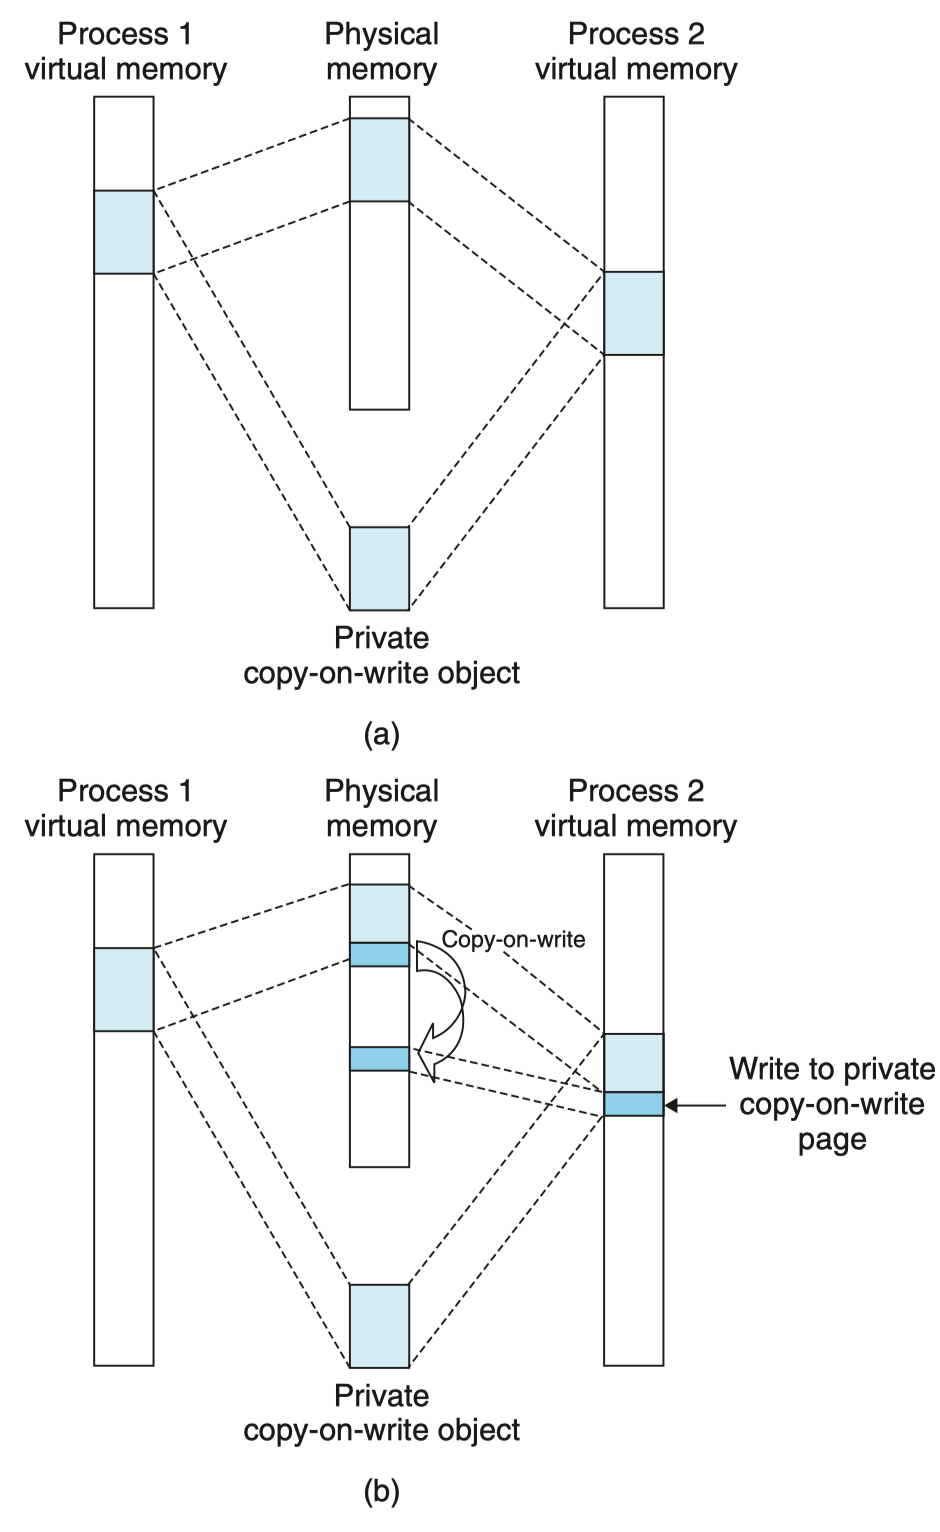 Process 1
virtual memory
Physical
memory
Process 2
virtual memory
Private
copy-on-write object
(a)
Process 1
virtual memory
Physical
memory
Process 2
virtual memory
Copy-on-write
Write to private
copy-on-write
page
Private
copy-on-write object
(b)